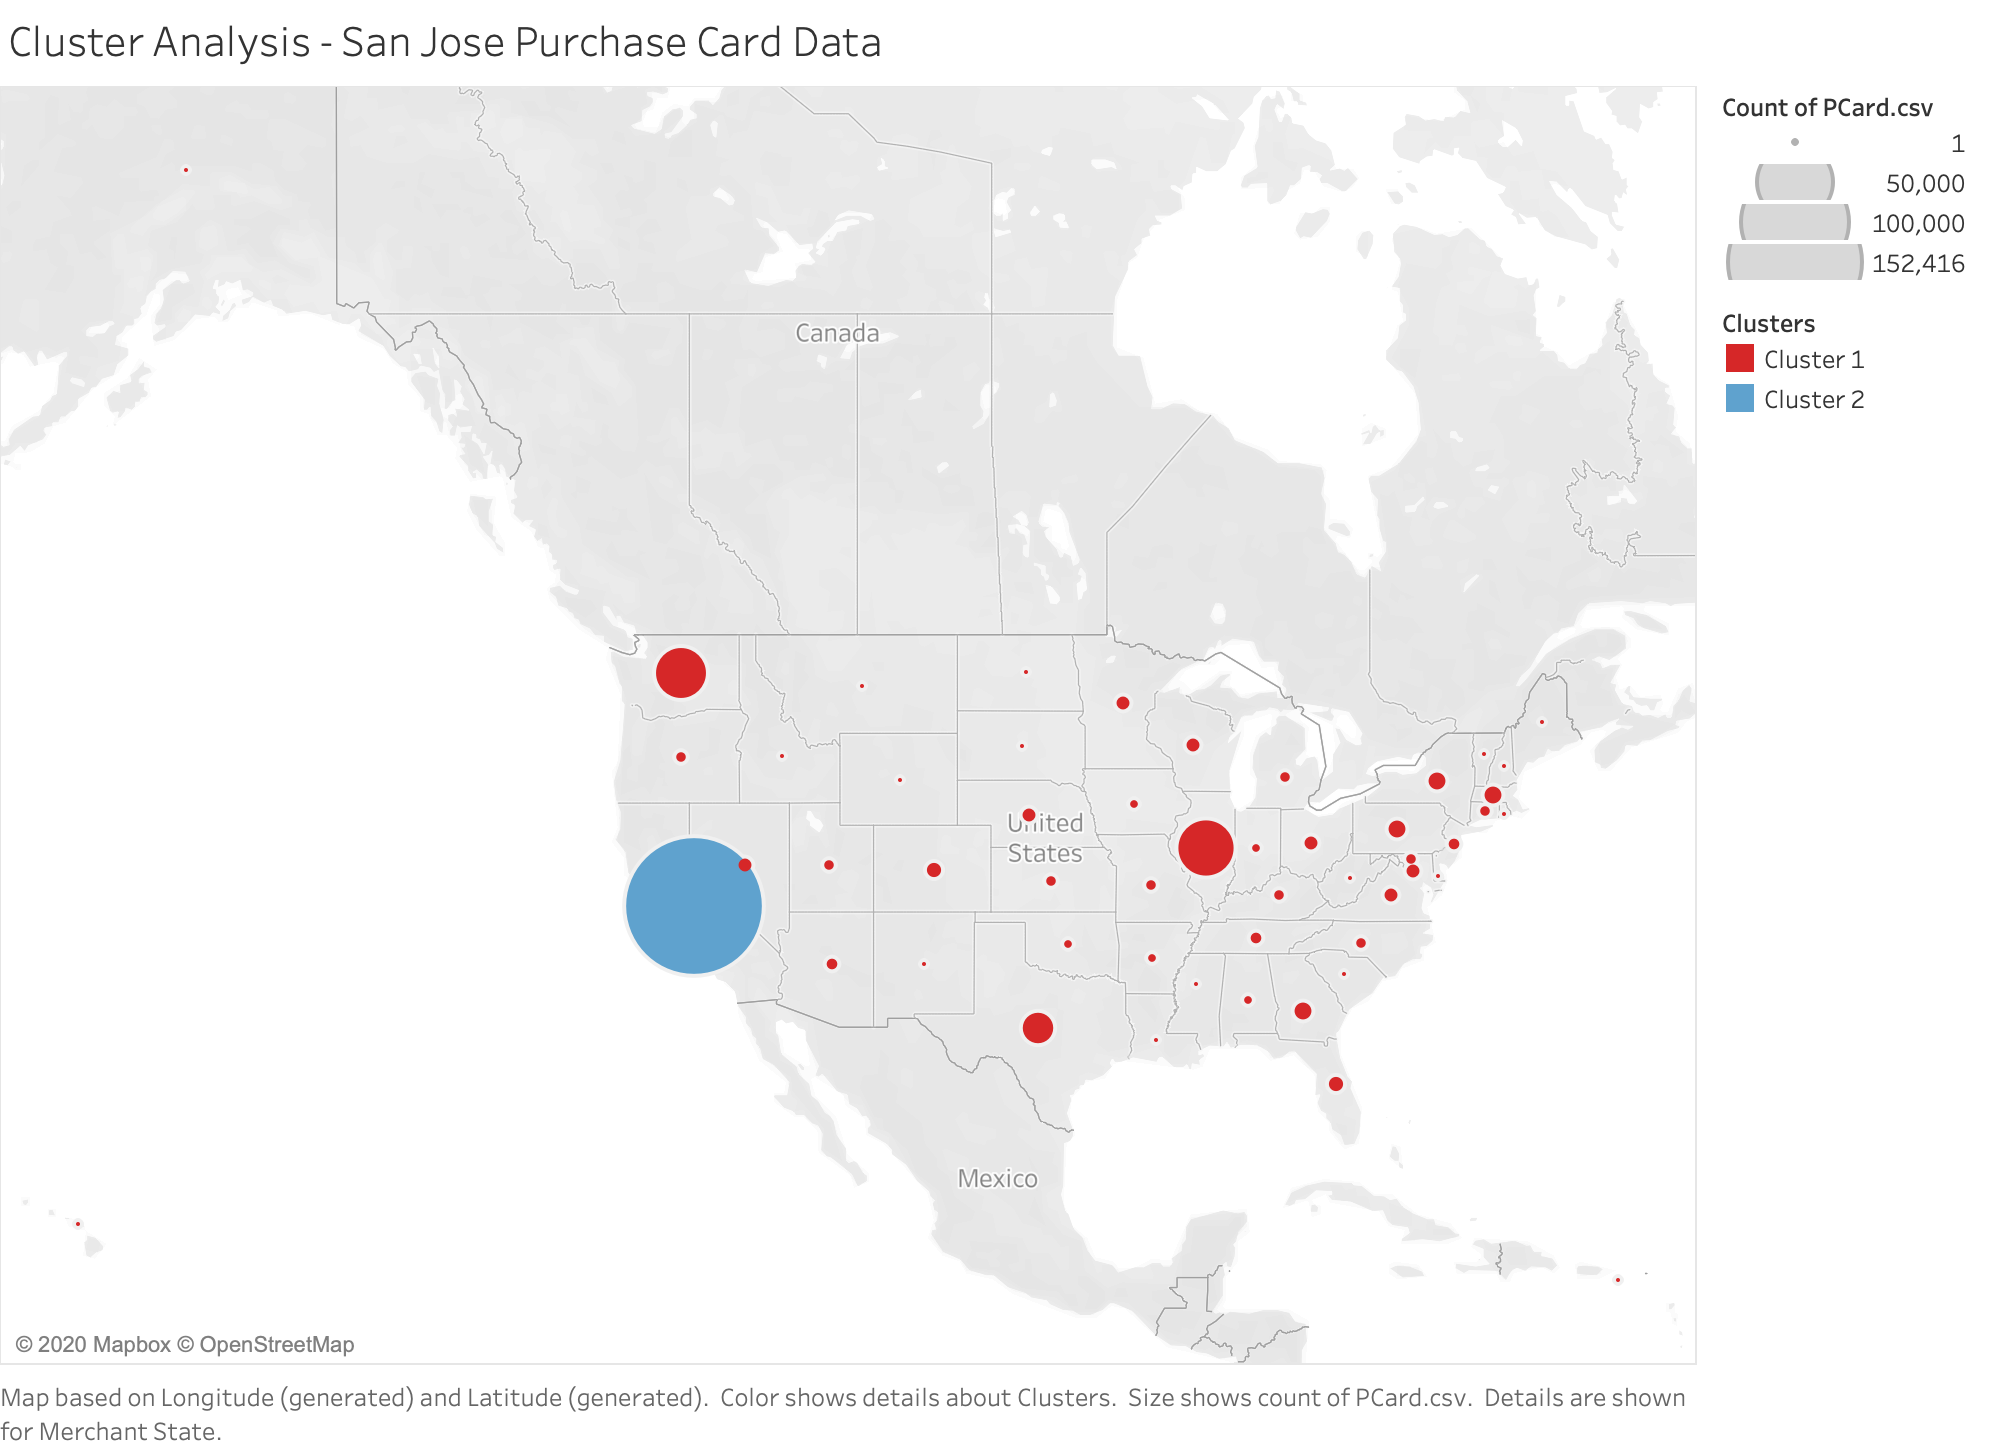 Cluster Analysis - San Jose Purchase Card Data
Count of PCard.csv
1
50,000
100,000
152,416
Clusters
Cluster 1
Cluster 2
Canada
United
States
Mexico
© 2020 Mapbox © OpenStreetMap
Map based on Longitude (generated) and Latitude (generated).  Color shows details about Clusters.  Size shows count of PCard.csv.  Details are shown
for Merchant State.